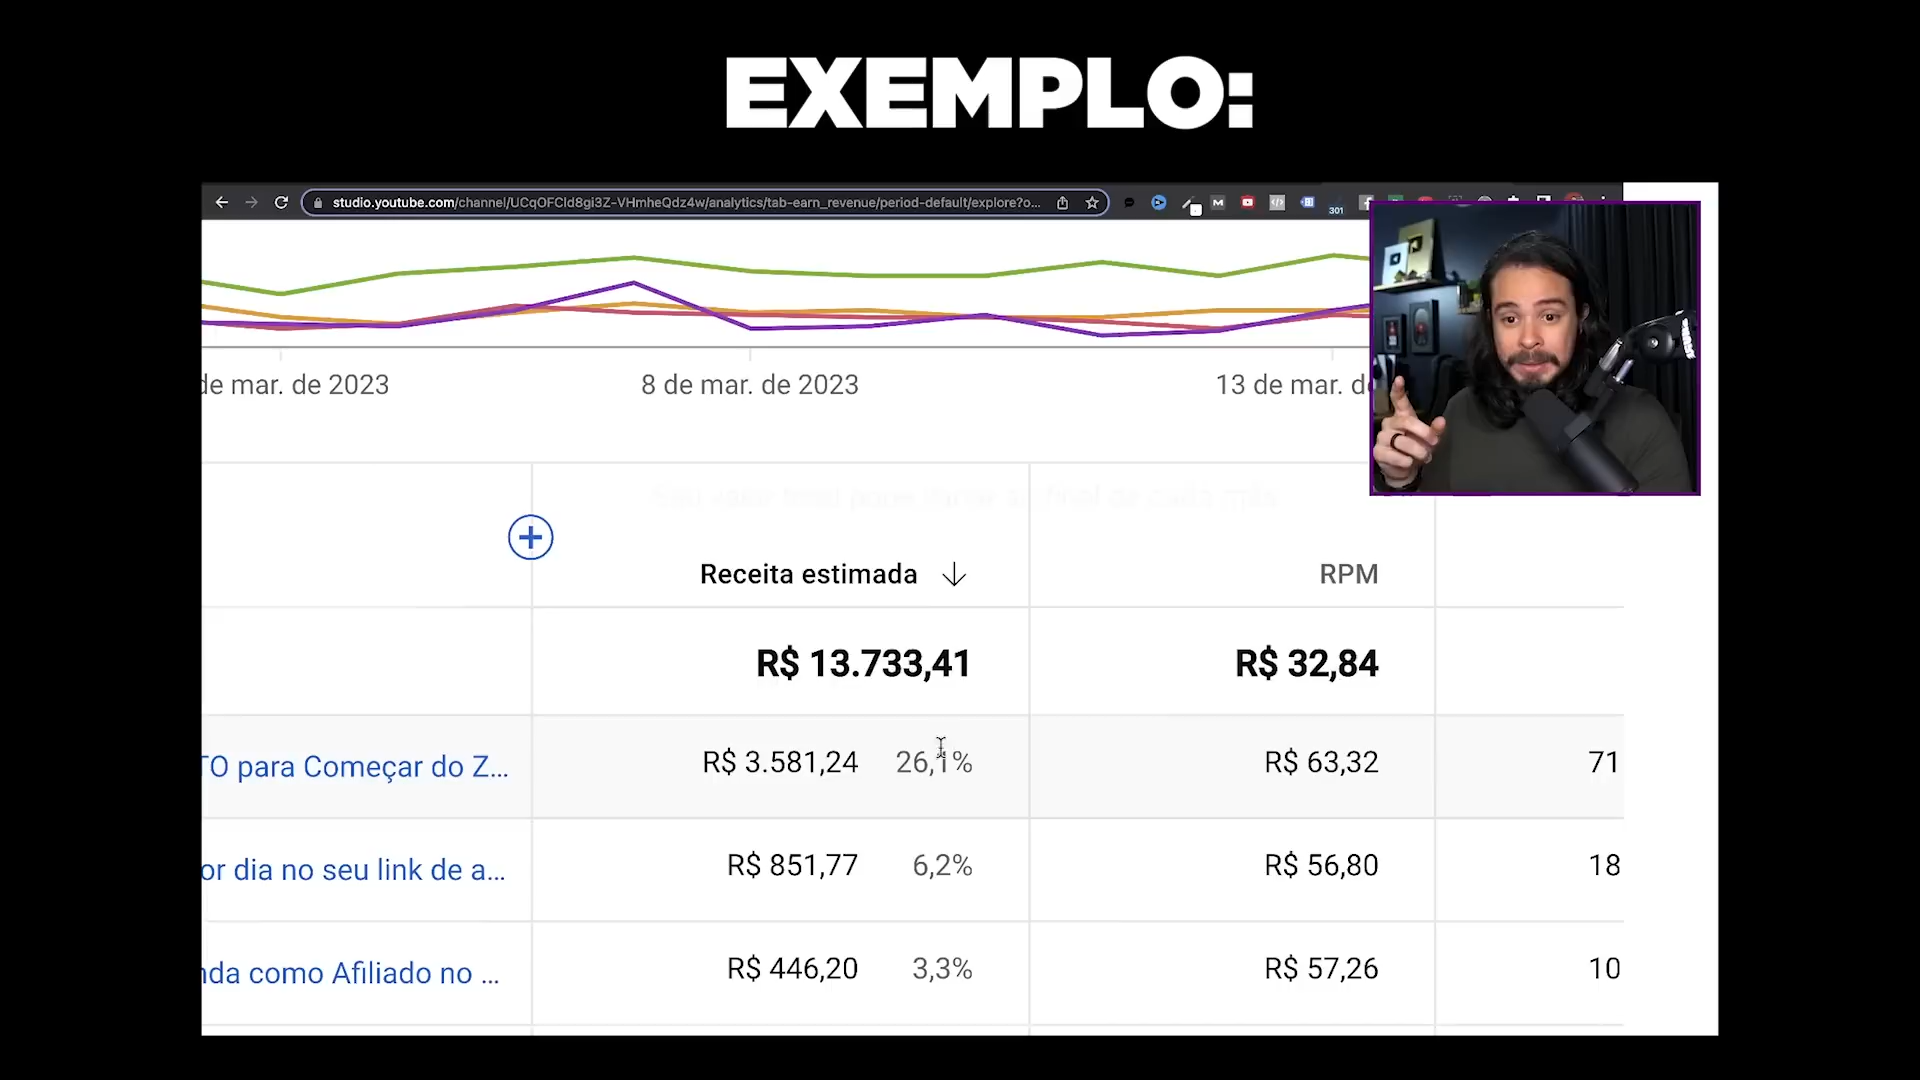 EXEMPLO:
studio.youtube.com/channel/UCqOFCId8gi3Z-VHmheQdz4w/analytics/tab-earn_revenue/period-default/explore?o...
301
de mar. de 2023
8 de mar. de 2023
13 de mar. d
Receita estimada
RPM
R$ 13.733,41
R$ 32,84
TO para Começar do Z...
R$ 3.581,24
26,1%
R$ 63,32
71
or dia no seu link de a...
R$ 851,77
6,2%
R$ 56,80
18
nda como Afiliado no ...
R$ 446,20
3,3%
R$ 57,26
10